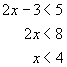 2x − 3 < 5
2x < 8
x < 4